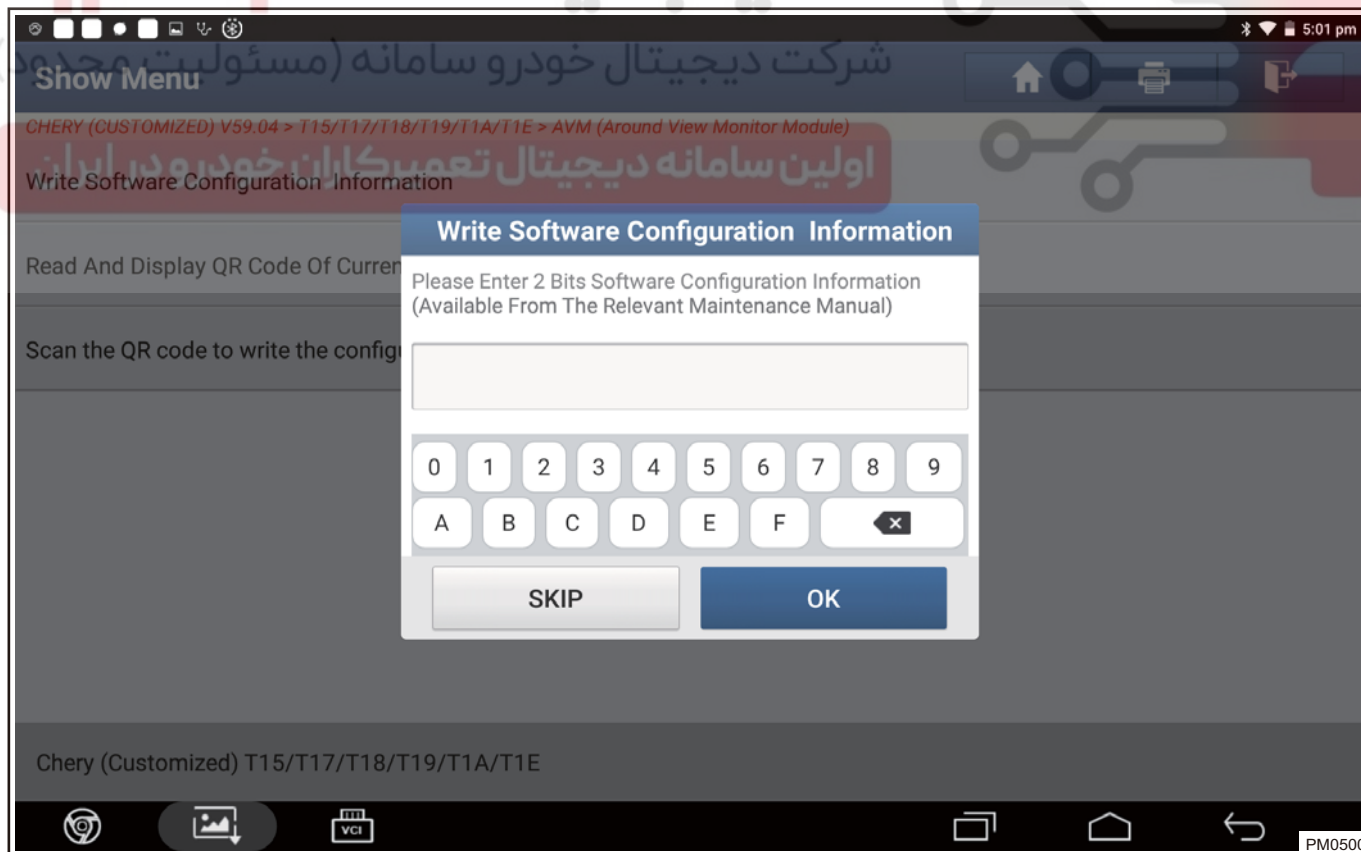 5:01 pm
شرکت دیجیتال خودرو سامانه (مسئولیت محدود)
Show Menu
CHERY (CUSTOMIZED) V59.04 > T15/T17/T18/T19/T1A/T1E > AVM (Around View Monitor Module)
اولین سامانه دیجیتال تعمیرکاران خودرو در ایران
Write Software Configuration Information
Write Software Configuration Information
Read And Display QR Code Of Curren
Please Enter 2 Bits Software Configuration Information
(Available From The Relevant Maintenance Manual)
Scan the QR code to write the config
0 1 2 3 4 5 6 7 8 9
A B C D E F
SKIP OK
Chery (Customized) T15/T17/T18/T19/T1A/T1E
VCI
PM0500